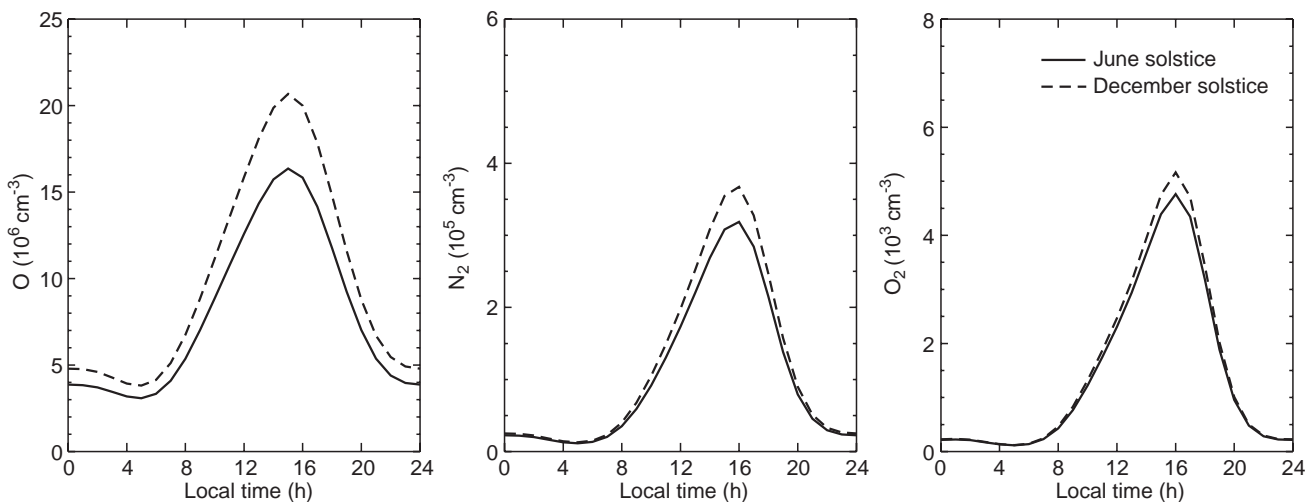 25
20
15
10
5
0
O (10⁶ cm⁻³)
0 4 8 12 16 20 24
Local time (h)
6
4
2
0
N₂ (10⁵ cm⁻³)
0 4 8 12 16 20 24
Local time (h)
8
6
4
2
0
O₂ (10³ cm⁻³)
0 4 8 12 16 20 24
Local time (h)
June solstice
December solstice